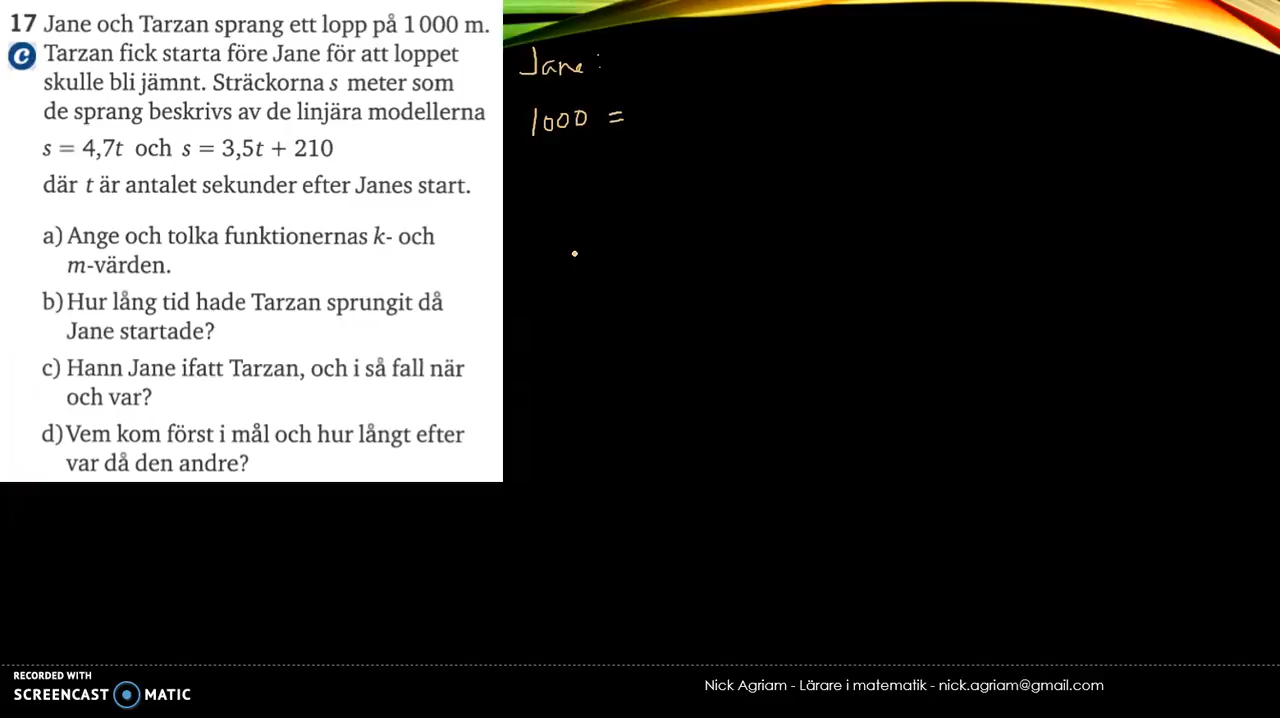 17 Jane och Tarzan sprang ett lopp på 1 000 m.
C Tarzan fick starta före Jane för att loppet
skulle bli jämnt. Sträckorna s meter som
de sprang beskrivs av de linjära modellerna
s = 4,7t och s = 3,5t + 210
där t är antalet sekunder efter Janes start.
a) Ange och tolka funktionernas k- och
m-värden.
b) Hur lång tid hade Tarzan sprungit då
Jane startade?
c) Hann Jane ifatt Tarzan, och i så fall när
och var?
d) Vem kom först i mål och hur långt efter
var då den andre?
Jane :
1000 =
RECORDED WITH
SCREENCAST MATIC
Nick Agriam - Lärare i matematik - nick.agriam@gmail.com